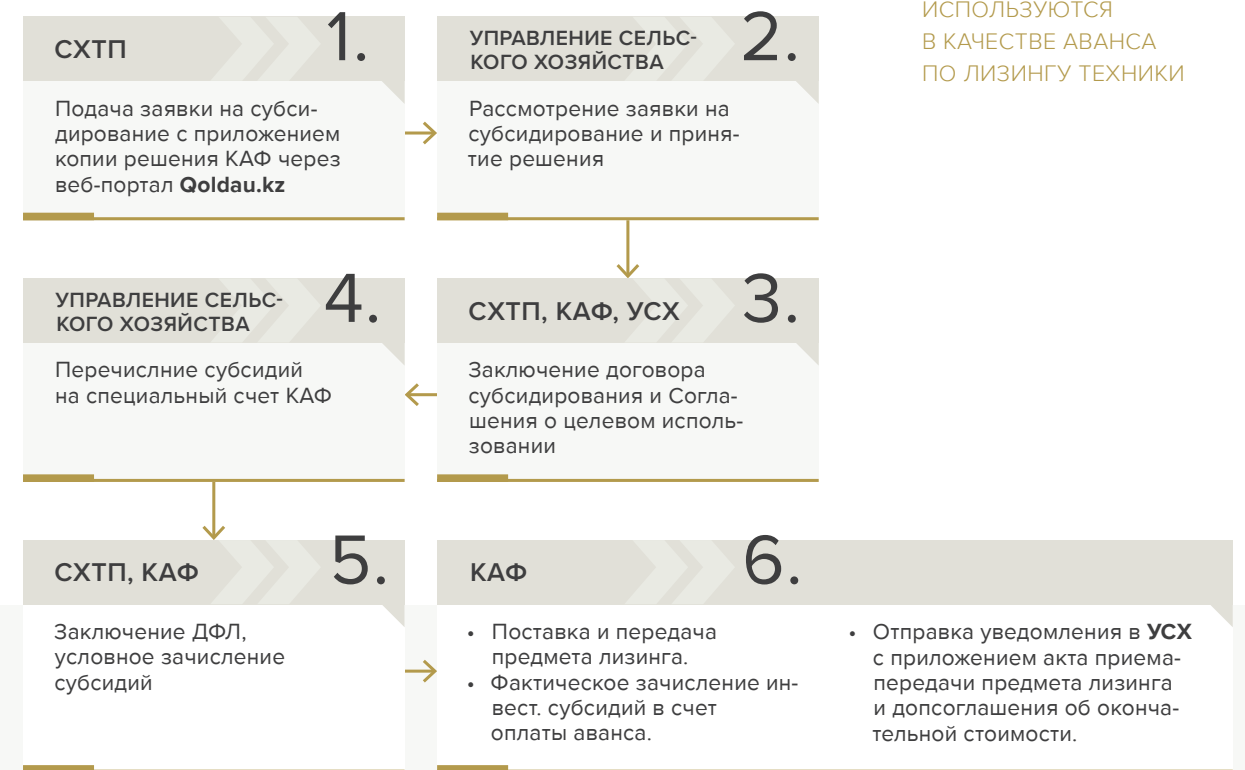 ИСПОЛЬЗУЮТСЯ
В КАЧЕСТВЕ АВАНСА
ПО ЛИЗИНГУ ТЕХНИКИ
СХТП
1.
Подача заявки на субси-
дирование с приложением
копии решения КАФ через
веб-портал Qoldau.kz
УПРАВЛЕНИЕ СЕЛЬС-
КОГО ХОЗЯЙСТВА
2.
Рассмотрение заявки на
субсидирование и приня-
тие решения
СХТП, КАФ, УСХ
3.
Заключение договора
субсидирования и Согла-
шения о целевом исполь-
зовании
УПРАВЛЕНИЕ СЕЛЬС-
КОГО ХОЗЯЙСТВА
4.
Перечислние субсидий
на специальный счет КАФ
СХТП, КАФ
5.
Заключение ДФЛ,
условное зачисление
субсидий
КАФ
6.
• Поставка и передача
предмета лизинга.
• Фактическое зачисление ин-
вест. субсидий в счет
оплаты аванса.
• Отправка уведомления в УСХ
с приложением акта приема-
передачи предмета лизинга
и допсоглашения об оконча-
тельной стоимости.